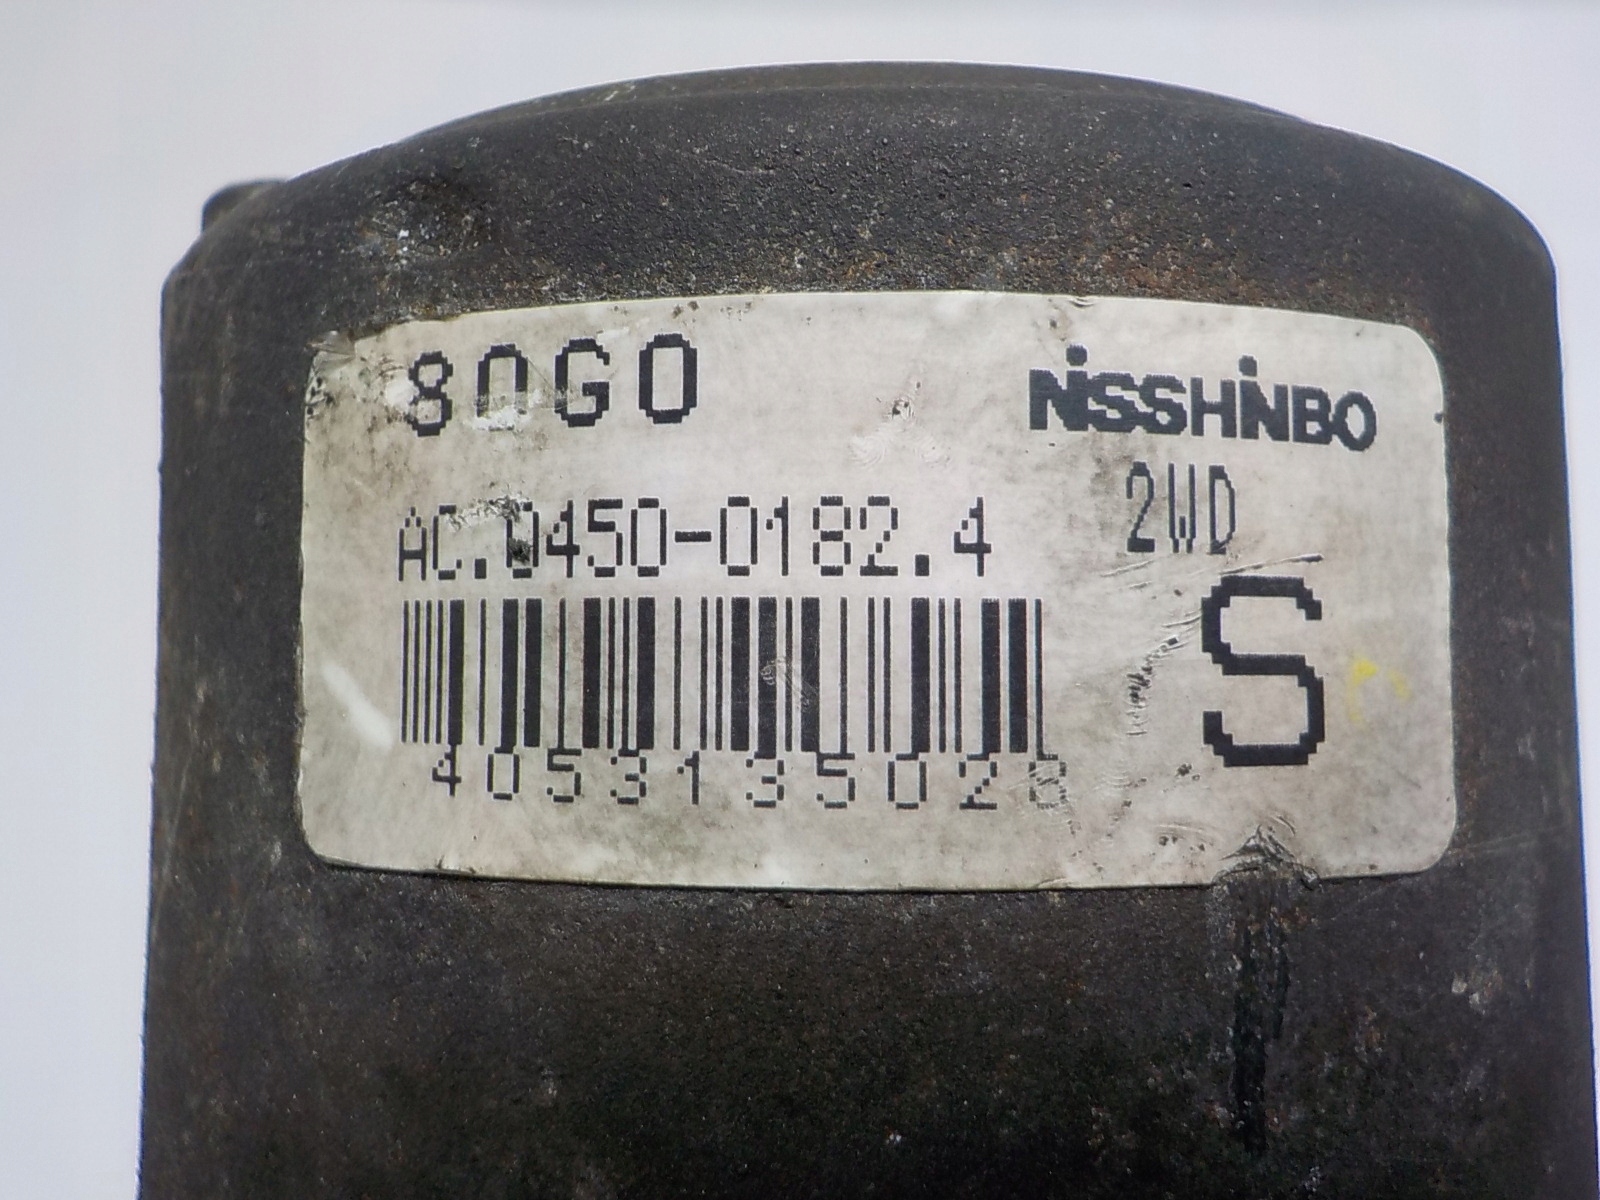 80G0
NISSHINBO
AC.0450-0182.4
2WD
S
4053135028